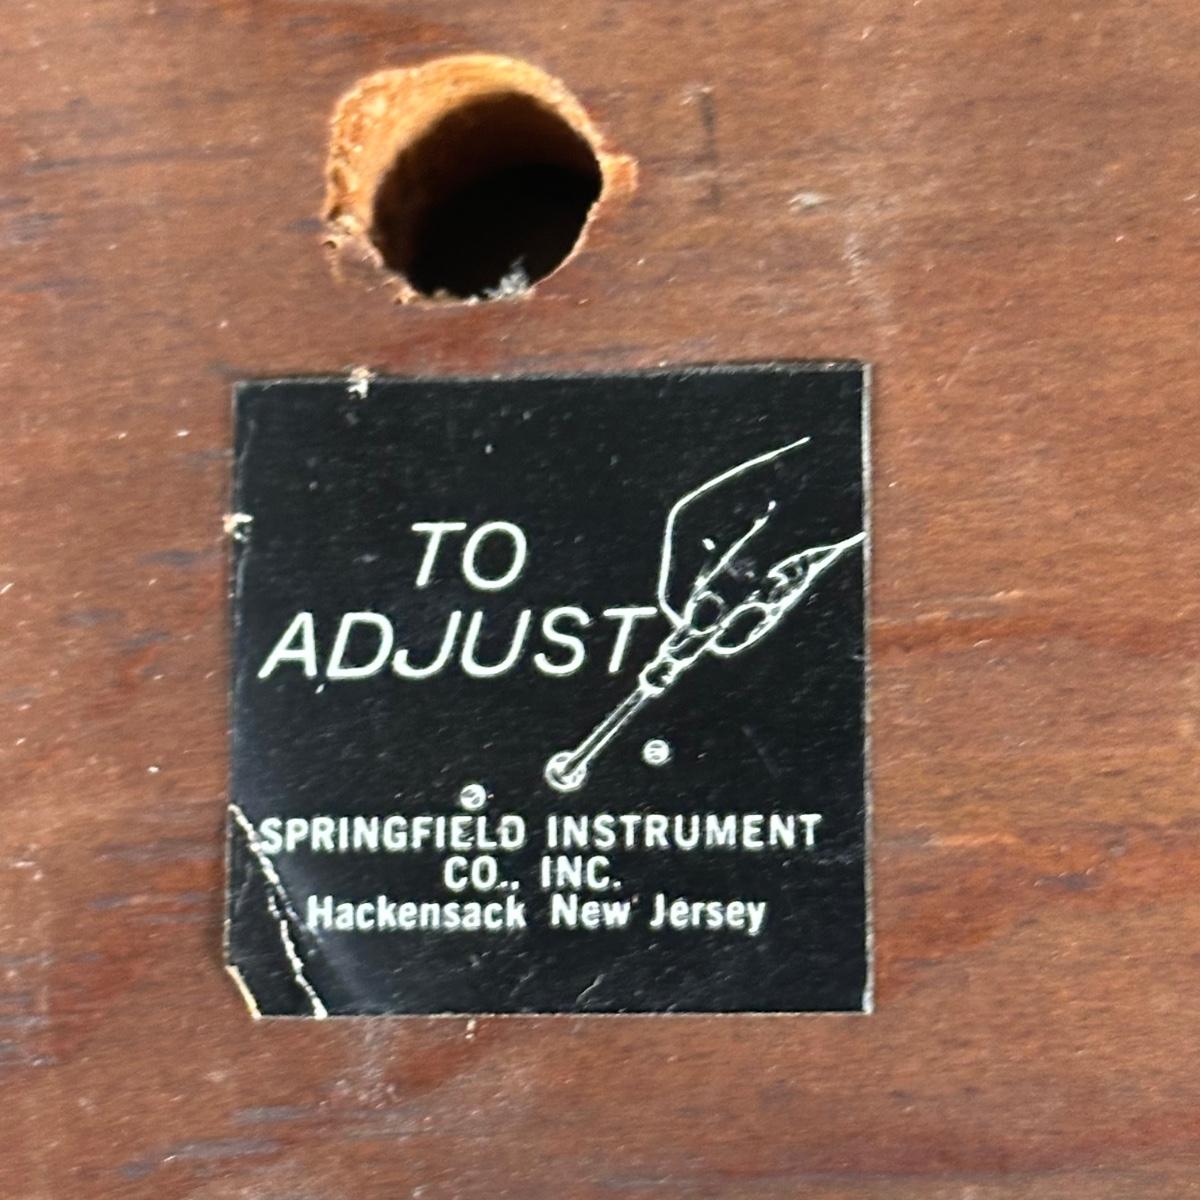 TO
ADJUST
SPRINGFIELD INSTRUMENT
CO., INC.
Hackensack New Jersey